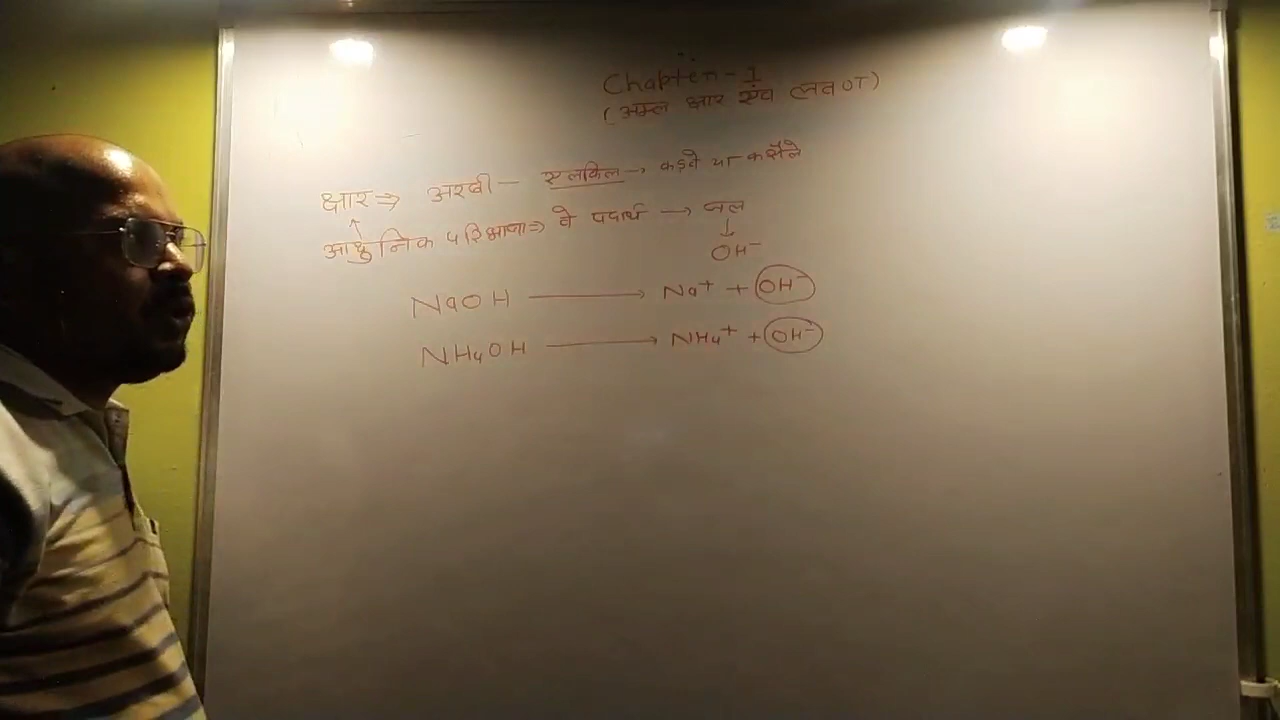 Chapter - 1
(अम्ल क्षार एंव लवण)
क्षार ⇒ अरबी - एलकिल → कड़वे या कसैले
आधुनिक परिभाषा ⇒ वे पदार्थ → जल
↓
OH⁻
NaOH ⟶ Na⁺ + OH⁻
NH₄OH ⟶ NH₄⁺ + OH⁻